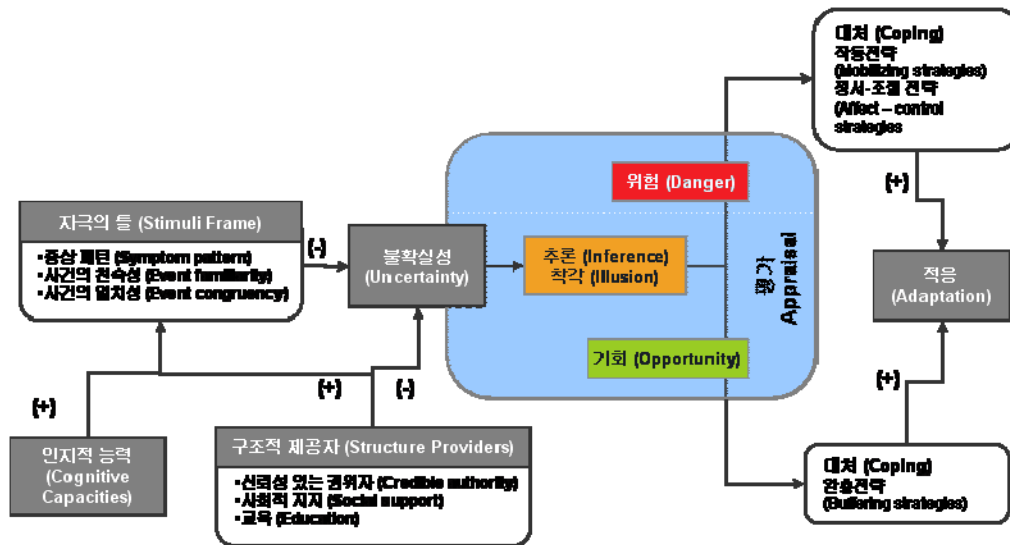 대처 (Coping)
작동전략
(Mobilizing strategies)
정서-조절 전략
(Affect – control
strategies
위험 (Danger)
(+)
자극의 틀 (Stimuli Frame)
(-)
▪증상 패턴 (Symptom pattern)
▪사건의 친숙성 (Event familiarity)
▪사건의 일치성 (Event congruency)
불확실성
(Uncertainty)
추론 (Inference)
착각 (Illusion)
평가
Appraisal
적응
(Adaptation)
기회 (Opportunity)
(+)
(+)
(-)
(+)
인지적 능력
(Cognitive
Capacities)
구조적 제공자 (Structure Providers)
▪신뢰성 있는 권위자 (Credible authority)
▪사회적 지지 (Social support)
▪교육 (Education)
대처 (Coping)
완충전략
(Buffering strategies)